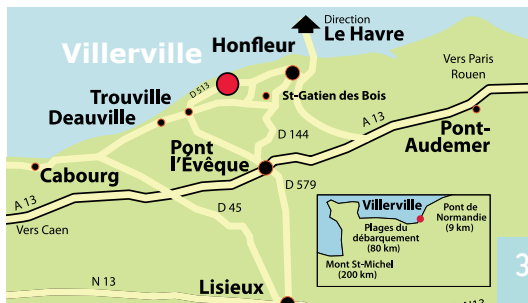 Direction
Le Havre
Villerville
Honfleur
Vers Paris
Rouen
D 513
Trouville
St-Gatien des Bois
Deauville
D 144
A 13
Pont-
Audemer
Pont
l'Évêque
Cabourg
D 579
A 13
D 45
Vers Caen
Villerville
Pont de
Normandie
(9 km)
Plages du
débarquement
(80 km)
Mont St-Michel
(200 km)
3
N 13
Lisieux